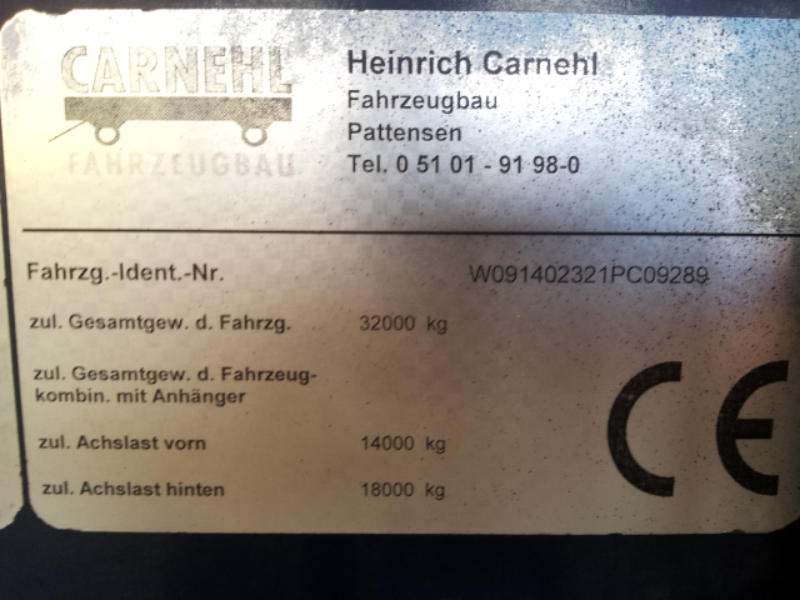 CARNEHL
FAHRZEUGBAU
Heinrich Carnehl
Fahrzeugbau
Pattensen
Tel. 0 51 01 - 91 98-0
Fahrzg.-Ident.-Nr. W091402321PC09289
zul. Gesamtgew. d. Fahrzg. 32000 kg
zul. Gesamtgew. d. Fahrzeug-
kombin. mit Anhänger
zul. Achslast vorn 14000 kg
zul. Achslast hinten 18000 kg
CE